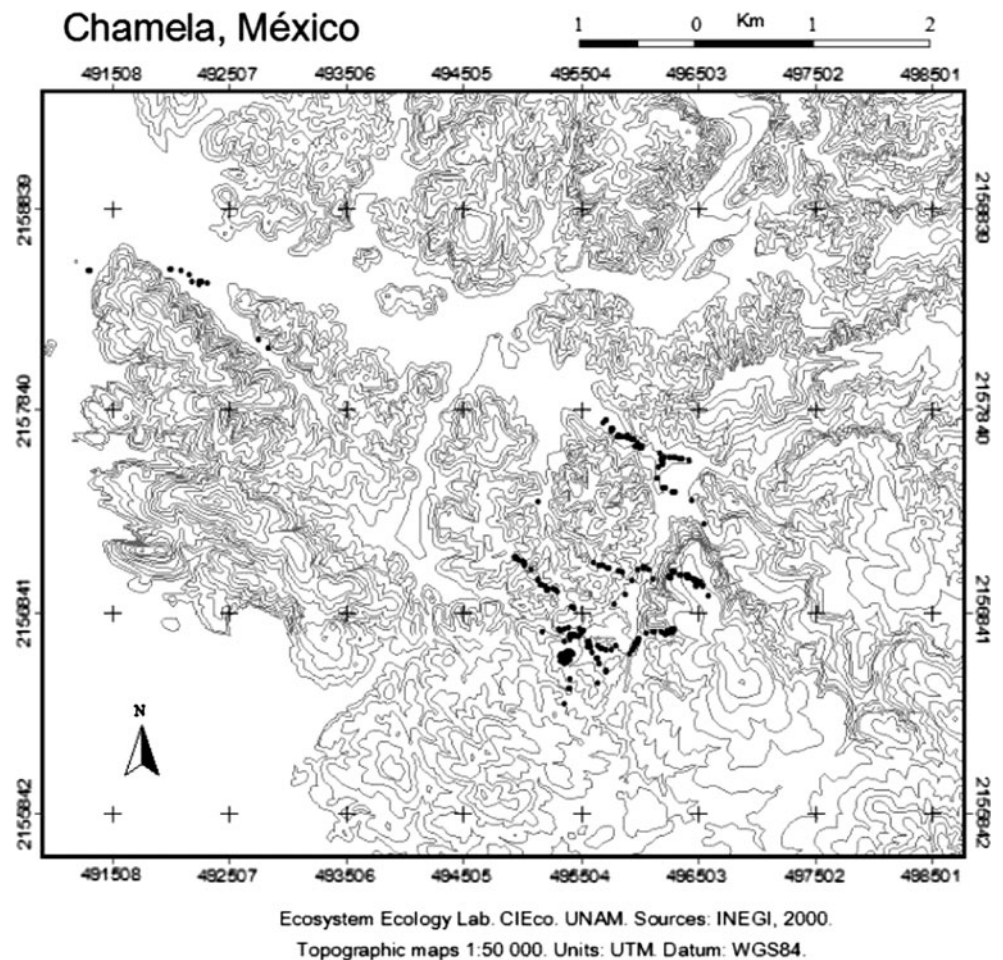 Chamela, México
1 0 Km 1 2
491508 492507 493506 494505 495504 496503 497502 498501
2158839 2158839
2157840 2157840
2156841 2156841
N
2155842 2155842
491508 492507 493506 494505 495504 496503 497502 498501
Ecosystem Ecology Lab. CIEco. UNAM. Sources: INEGI, 2000.
Topographic maps 1:50 000. Units: UTM. Datum: WGS84.